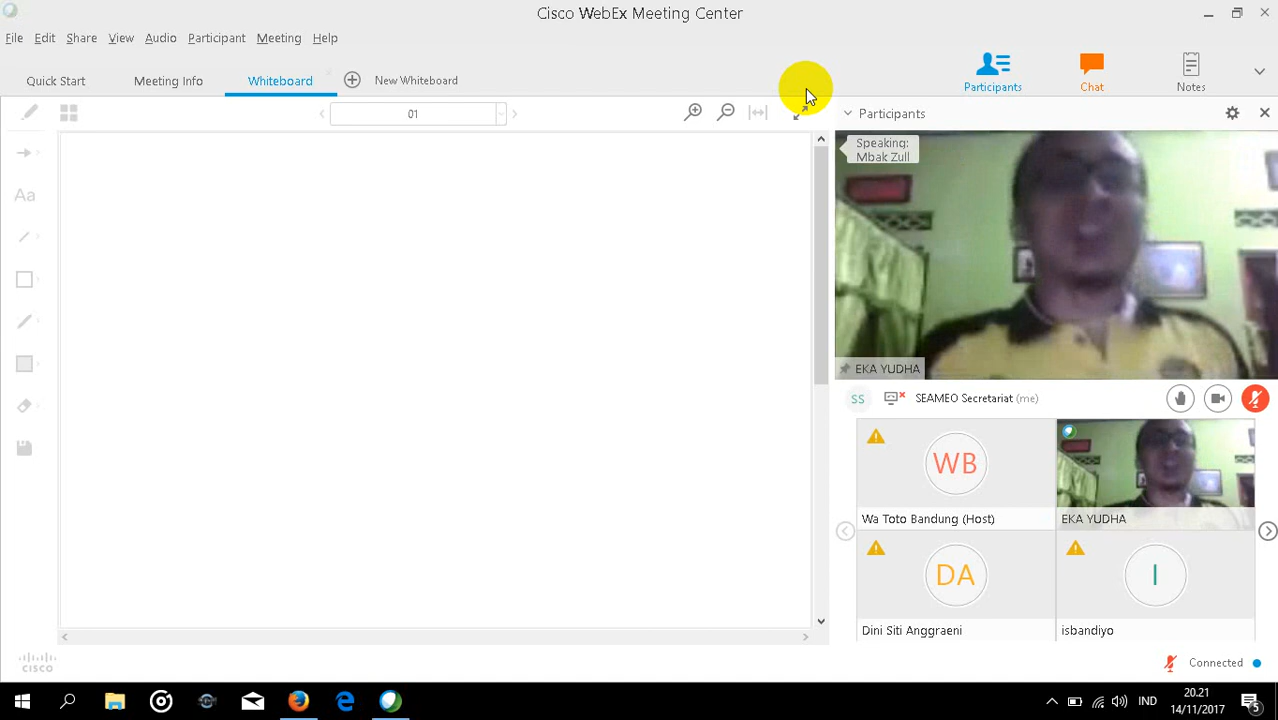 Cisco WebEx Meeting Center
File Edit Share View Audio Participant Meeting Help
Quick Start Meeting Info Whiteboard New Whiteboard
Participants Chat Notes
01
Participants
Speaking:
Mbak Zull
Aa
EKA YUDHA
SS SEAMEO Secretariat (me)
WB
Wa Toto Bandung (Host) EKA YUDHA
DA I
Dini Siti Anggraeni isbandiyo
cisco Connected
IND
20.21
14/11/2017
5